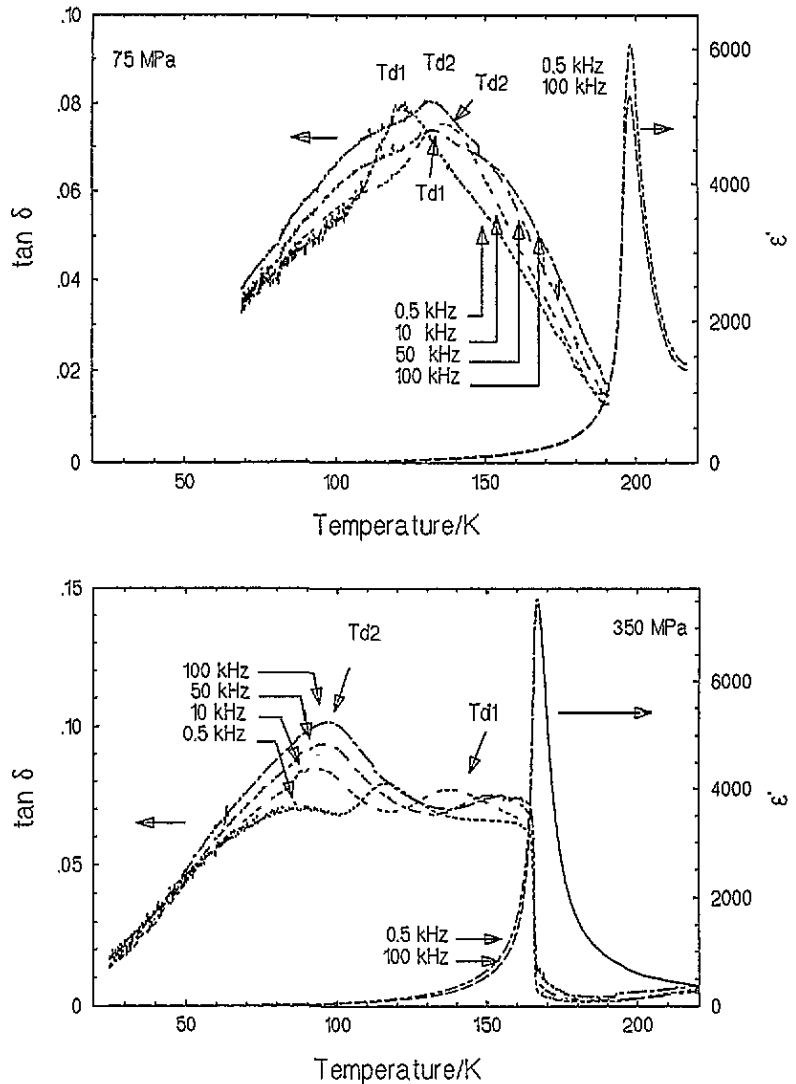 .10
75 MPa
Td1
Td2
Td2
0.5 kHz
100 kHz
6000
.08
.06
Td1
4000
tan δ
ε'
.04
0.5 kHz
10 kHz
50 kHz
100 kHz
2000
.02
0
0
50
100
150
200
Temperature/K
.15
350 MPa
Td2
100 kHz
50 kHz
10 kHz
0.5 kHz
6000
Td1
.10
4000
tan δ
ε'
.05
2000
0.5 kHz
100 kHz
0
0
50
100
150
200
Temperature/K